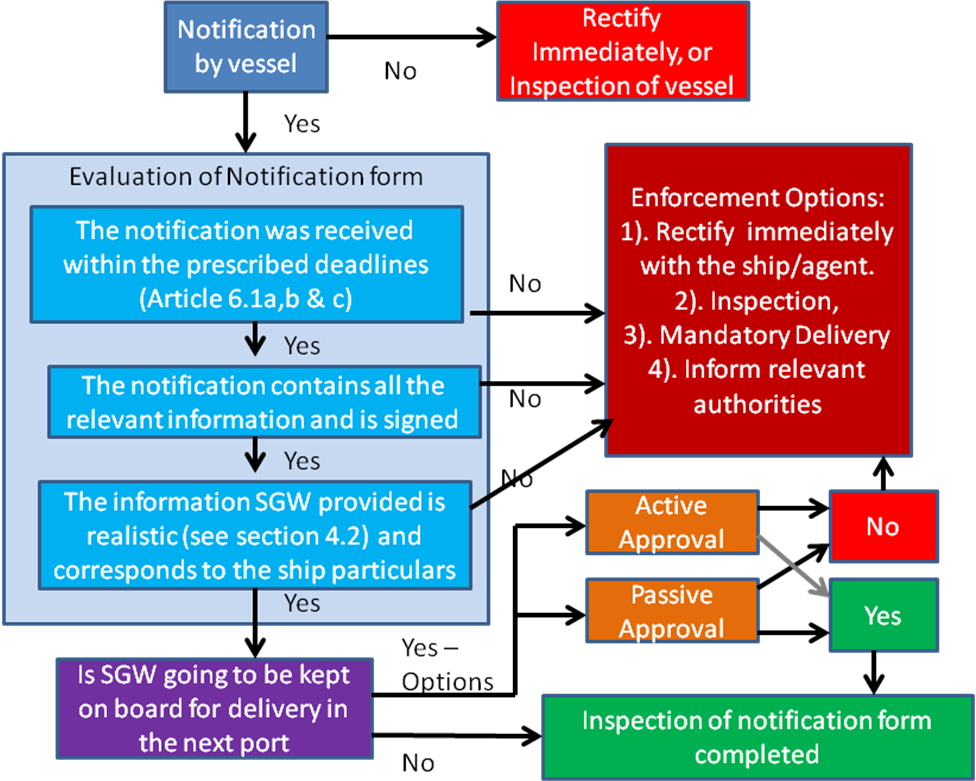 Notification
by vessel
No
Rectify
Immediately, or
Inspection of vessel
Yes
Evaluation of Notification form
The notification was received
within the prescribed deadlines
(Article 6.1a,b & c)
No
Yes
The notification contains all the
relevant information and is signed
No
Yes
The information SGW provided is
realistic (see section 4.2) and
corresponds to the ship particulars
No
Yes
Enforcement Options:
1). Rectify immediately
with the ship/agent.
2). Inspection,
3). Mandatory Delivery
4). Inform relevant
authorities
Active
Approval
No
Passive
Approval
Yes
Is SGW going to be kept
on board for delivery in
the next port
Yes –
Options
No
Inspection of notification form
completed